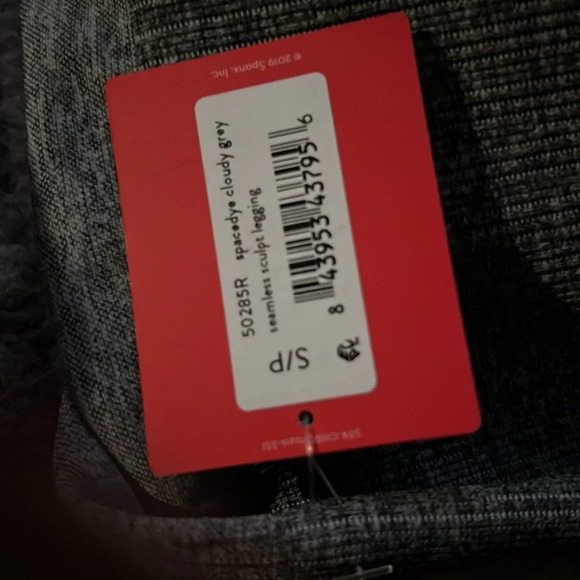 © 2019 Spanx, Inc.
50285R spacedye cloudy grey
seamless sculpt legging
8 43953 43795 6
S/P